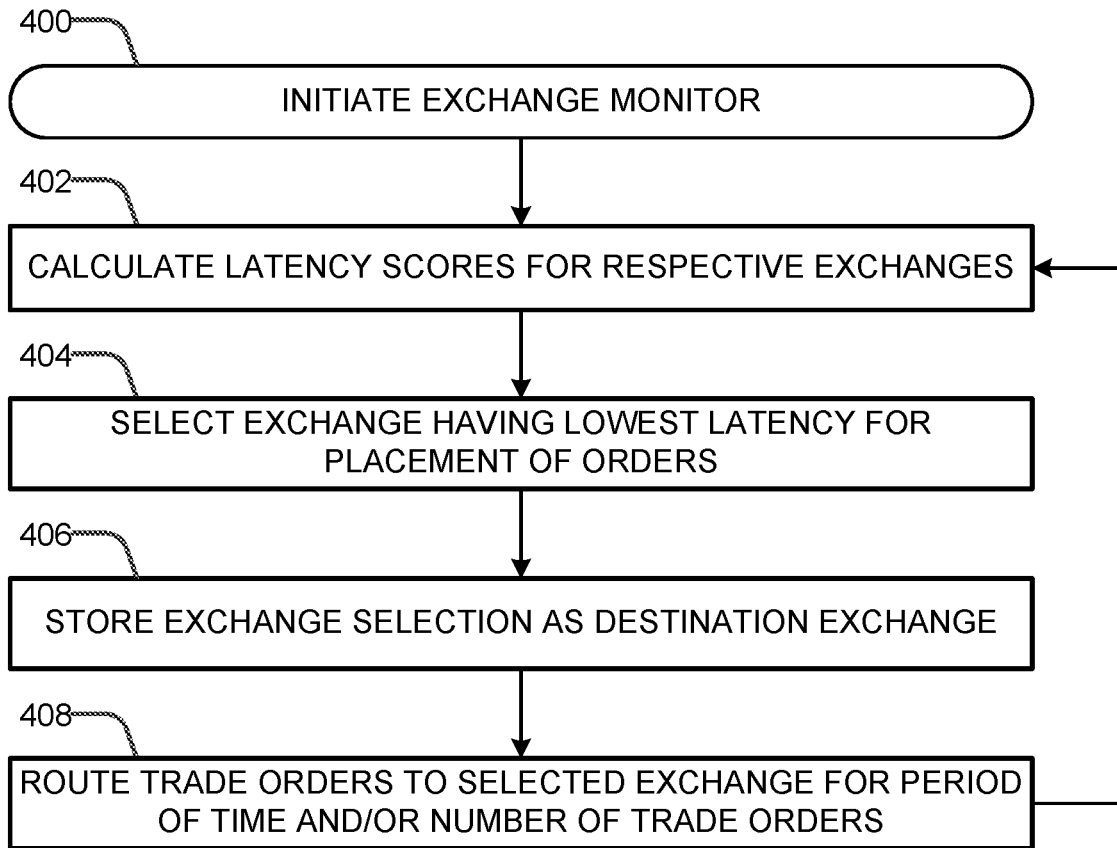 400
INITIATE EXCHANGE MONITOR
402
CALCULATE LATENCY SCORES FOR RESPECTIVE EXCHANGES
404
SELECT EXCHANGE HAVING LOWEST LATENCY FOR
PLACEMENT OF ORDERS
406
STORE EXCHANGE SELECTION AS DESTINATION EXCHANGE
408
ROUTE TRADE ORDERS TO SELECTED EXCHANGE FOR PERIOD
OF TIME AND/OR NUMBER OF TRADE ORDERS